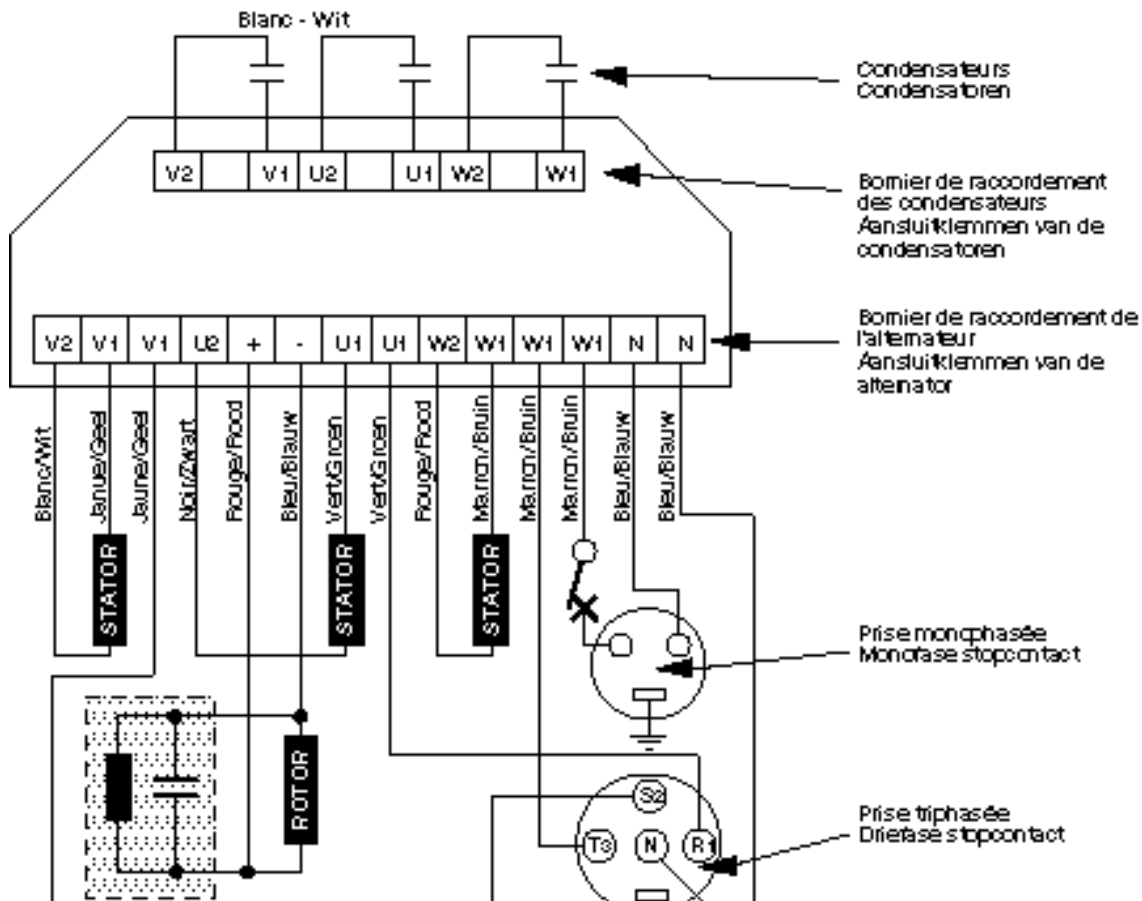 Blanc - Wit
Condensateurs
Condensatoren
V2 V1 U2 U1 W2 W1
Bornier de raccordement
des condensateurs
Aansluitklemmen van de
condensatoren
V2 V1 V1 U2 + - U1 U1 W2 W1 W1 W1 N N
Bornier de raccordement de
l'alternateur
Aansluitklemmen van de
alternator
Blanc/Wit
Janue/Geel
Jaune/Geel
Noir/Zwart
Rouge/Rood
Bleu/Blauw
Vert/Groen
Vert/Groen
Rouge/Rood
Marron/Bruin
Marron/Bruin
Marron/Bruin
Bleu/Blauw
Bleu/Blauw
STATOR
STATOR
STATOR
Prise monophasée
Monofase stopcontact
ROTOR
S2
T3 N R1
Prise triphasée
Driefase stopcontact